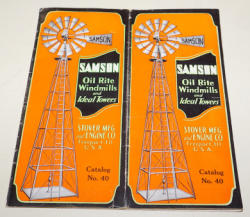 SAMSON
SAMSON
Oil Rite
Windmills
and
Ideal Towers
STOVER MFG
AND ENGINE CO
Freeport Ill
U.S.A
Catalog
No. 40
SAMSON
SAMSON
Oil Rite
Windmills
and
Ideal Towers
STOVER MFG
AND ENGINE CO
Freeport, Ill
U.S.A
Catalog
No. 40